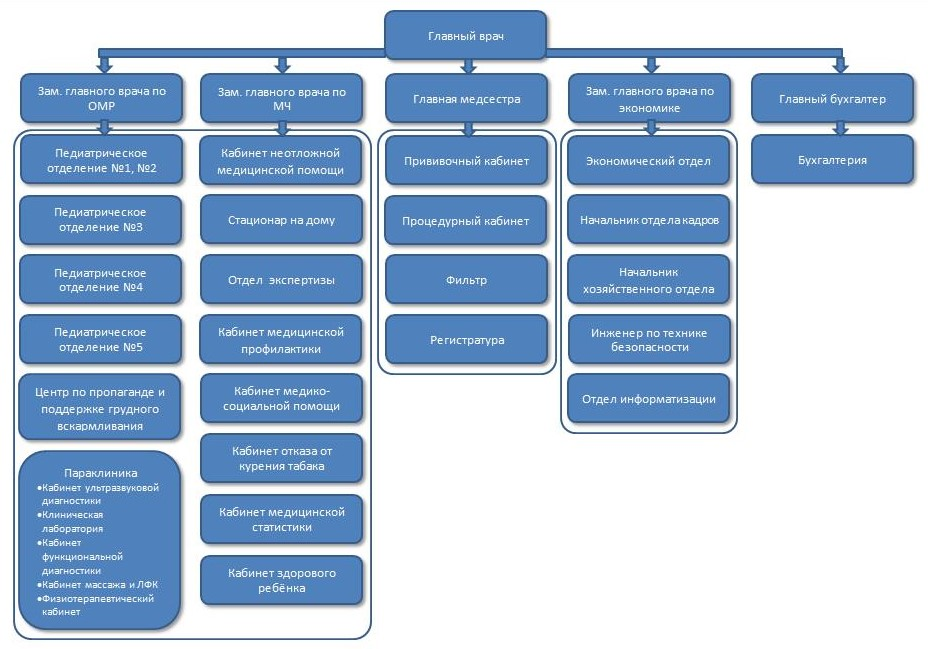 Главный врач
Зам. главного врача по
ОМР
Зам. главного врача по
МЧ
Главная медсестра
Зам. главного врача по
экономике
Главный бухгалтер
Педиатрическое
отделение №1, №2
Педиатрическое
отделение №3
Педиатрическое
отделение №4
Педиатрическое
отделение №5
Центр по пропаганде и
поддержке грудного
вскармливания
Параклиника
•Кабинет ультразвуковой
диагностики
•Клиническая
лаборатория
•Кабинет
функциональной
диагностики
•Кабинет массажа и ЛФК
•Физиотерапевтический
кабинет
Кабинет неотложной
медицинской помощи
Стационар на дому
Отдел экспертизы
Кабинет медицинской
профилактики
Кабинет медико-
социальной помощи
Кабинет отказа от
курения табака
Кабинет медицинской
статистики
Кабинет здорового
ребёнка
Прививочный кабинет
Процедурный кабинет
Фильтр
Регистратура
Экономический отдел
Начальник отдела кадров
Начальник
хозяйственного отдела
Инженер по технике
безопасности
Отдел информатизации
Бухгалтерия